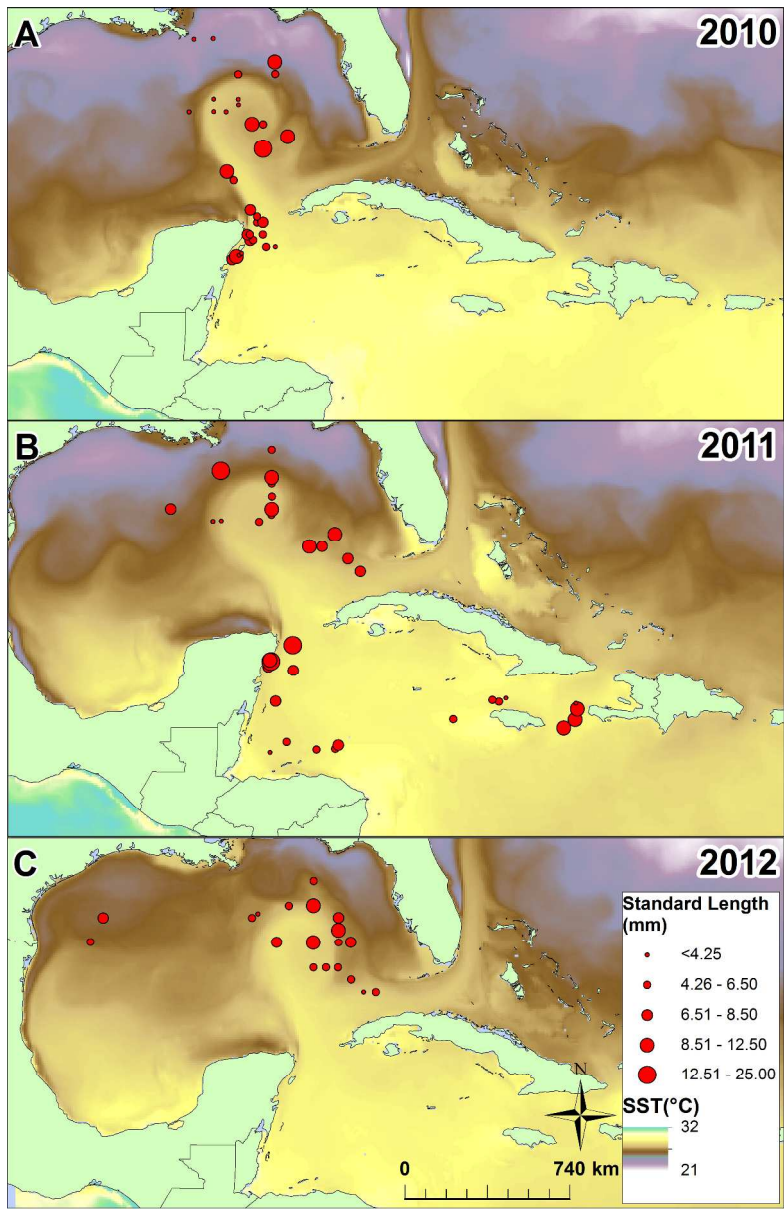 A
2010
B
2011
C
2012
Standard Length
(mm)
<4.25
4.26 - 6.50
6.51 - 8.50
8.51 - 12.50
12.51 - 25.00
N
SST(°C)
32
21
0
740 km